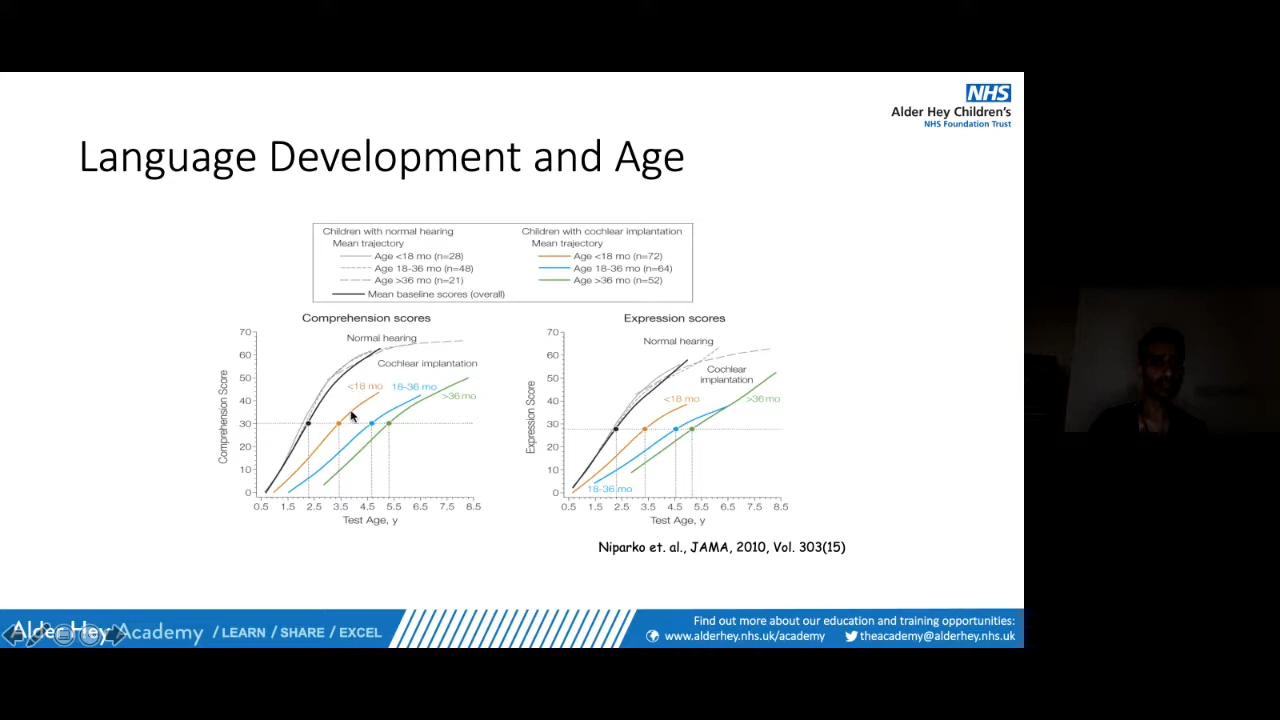 NHS
Alder Hey Children's
NHS Foundation Trust
Language Development and Age
Children with normal hearing
Mean trajectory
Age <18 mo (n=28)
Age 18-36 mo (n=48)
Age >36 mo (n=21)
Mean baseline scores (overall)
Children with cochlear implantation
Mean trajectory
Age <18 mo (n=72)
Age 18-36 mo (n=64)
Age >36 mo (n=52)
Comprehension scores
70
60
50
40
30
20
10
0
Comprehension Score
Normal hearing
Cochlear implantation
<18 mo
18-36 mo
>36 mo
0.5 1.5 2.5 3.5 4.5 5.5 6.5 7.5 8.5
Test Age, y
Expression scores
70
60
50
40
30
20
10
0
Expression Score
Normal hearing
Cochlear
implantation
<18 mo
>36 mo
18-36 mo
0.5 1.5 2.5 3.5 4.5 5.5 6.5 7.5 8.5
Test Age, y
Niparko et. al., JAMA, 2010, Vol. 303(15)
Alder Hey Academy / LEARN / SHARE / EXCEL
Find out more about our education and training opportunities:
www.alderhey.nhs.uk/academy theacademy@alderhey.nhs.uk